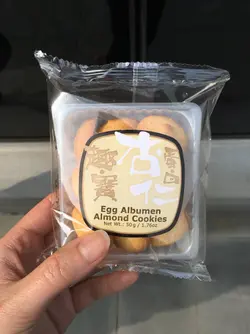 杏仁
Egg Albumen
Almond Cookies
Net Wt.: 50g / 1.76oz